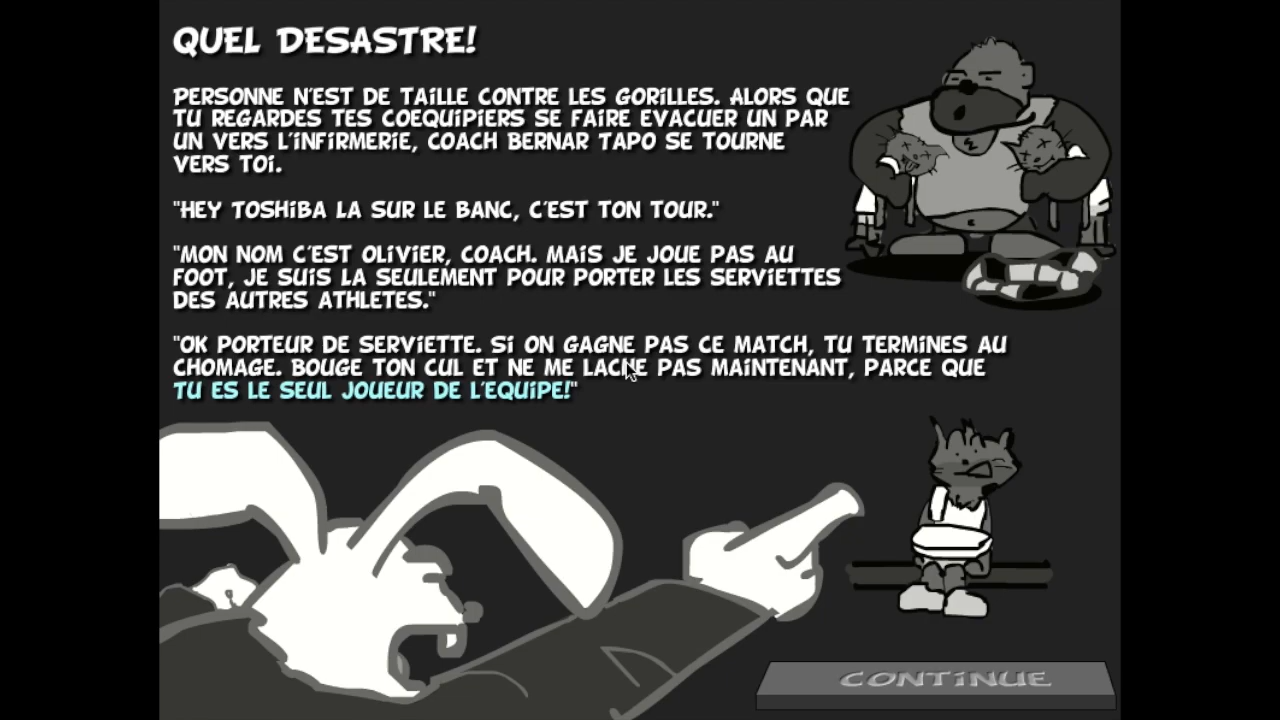 QUEL DESASTRE!
PERSONNE N'EST DE TAILLE CONTRE LES GORILLES. ALORS QUE
TU REGARDES TES COEQUIPIERS SE FAIRE EVACUER UN PAR
UN VERS L'INFIRMERIE, COACH BERNAR TAPO SE TOURNE
VERS TOI.
"HEY TOSHIBA LA SUR LE BANC, C'EST TON TOUR."
"MON NOM C'EST OLIVIER, COACH. MAIS JE JOUE PAS AU
FOOT, JE SUIS LA SEULEMENT POUR PORTER LES SERVIETTES
DES AUTRES ATHLETES."
"OK PORTEUR DE SERVIETTE. SI ON GAGNE PAS CE MATCH, TU TERMINES AU
CHOMAGE. BOUGE TON CUL ET NE ME LACHE PAS MAINTENANT, PARCE QUE
TU ES LE SEUL JOUEUR DE L'EQUIPE!"
CONTINUE